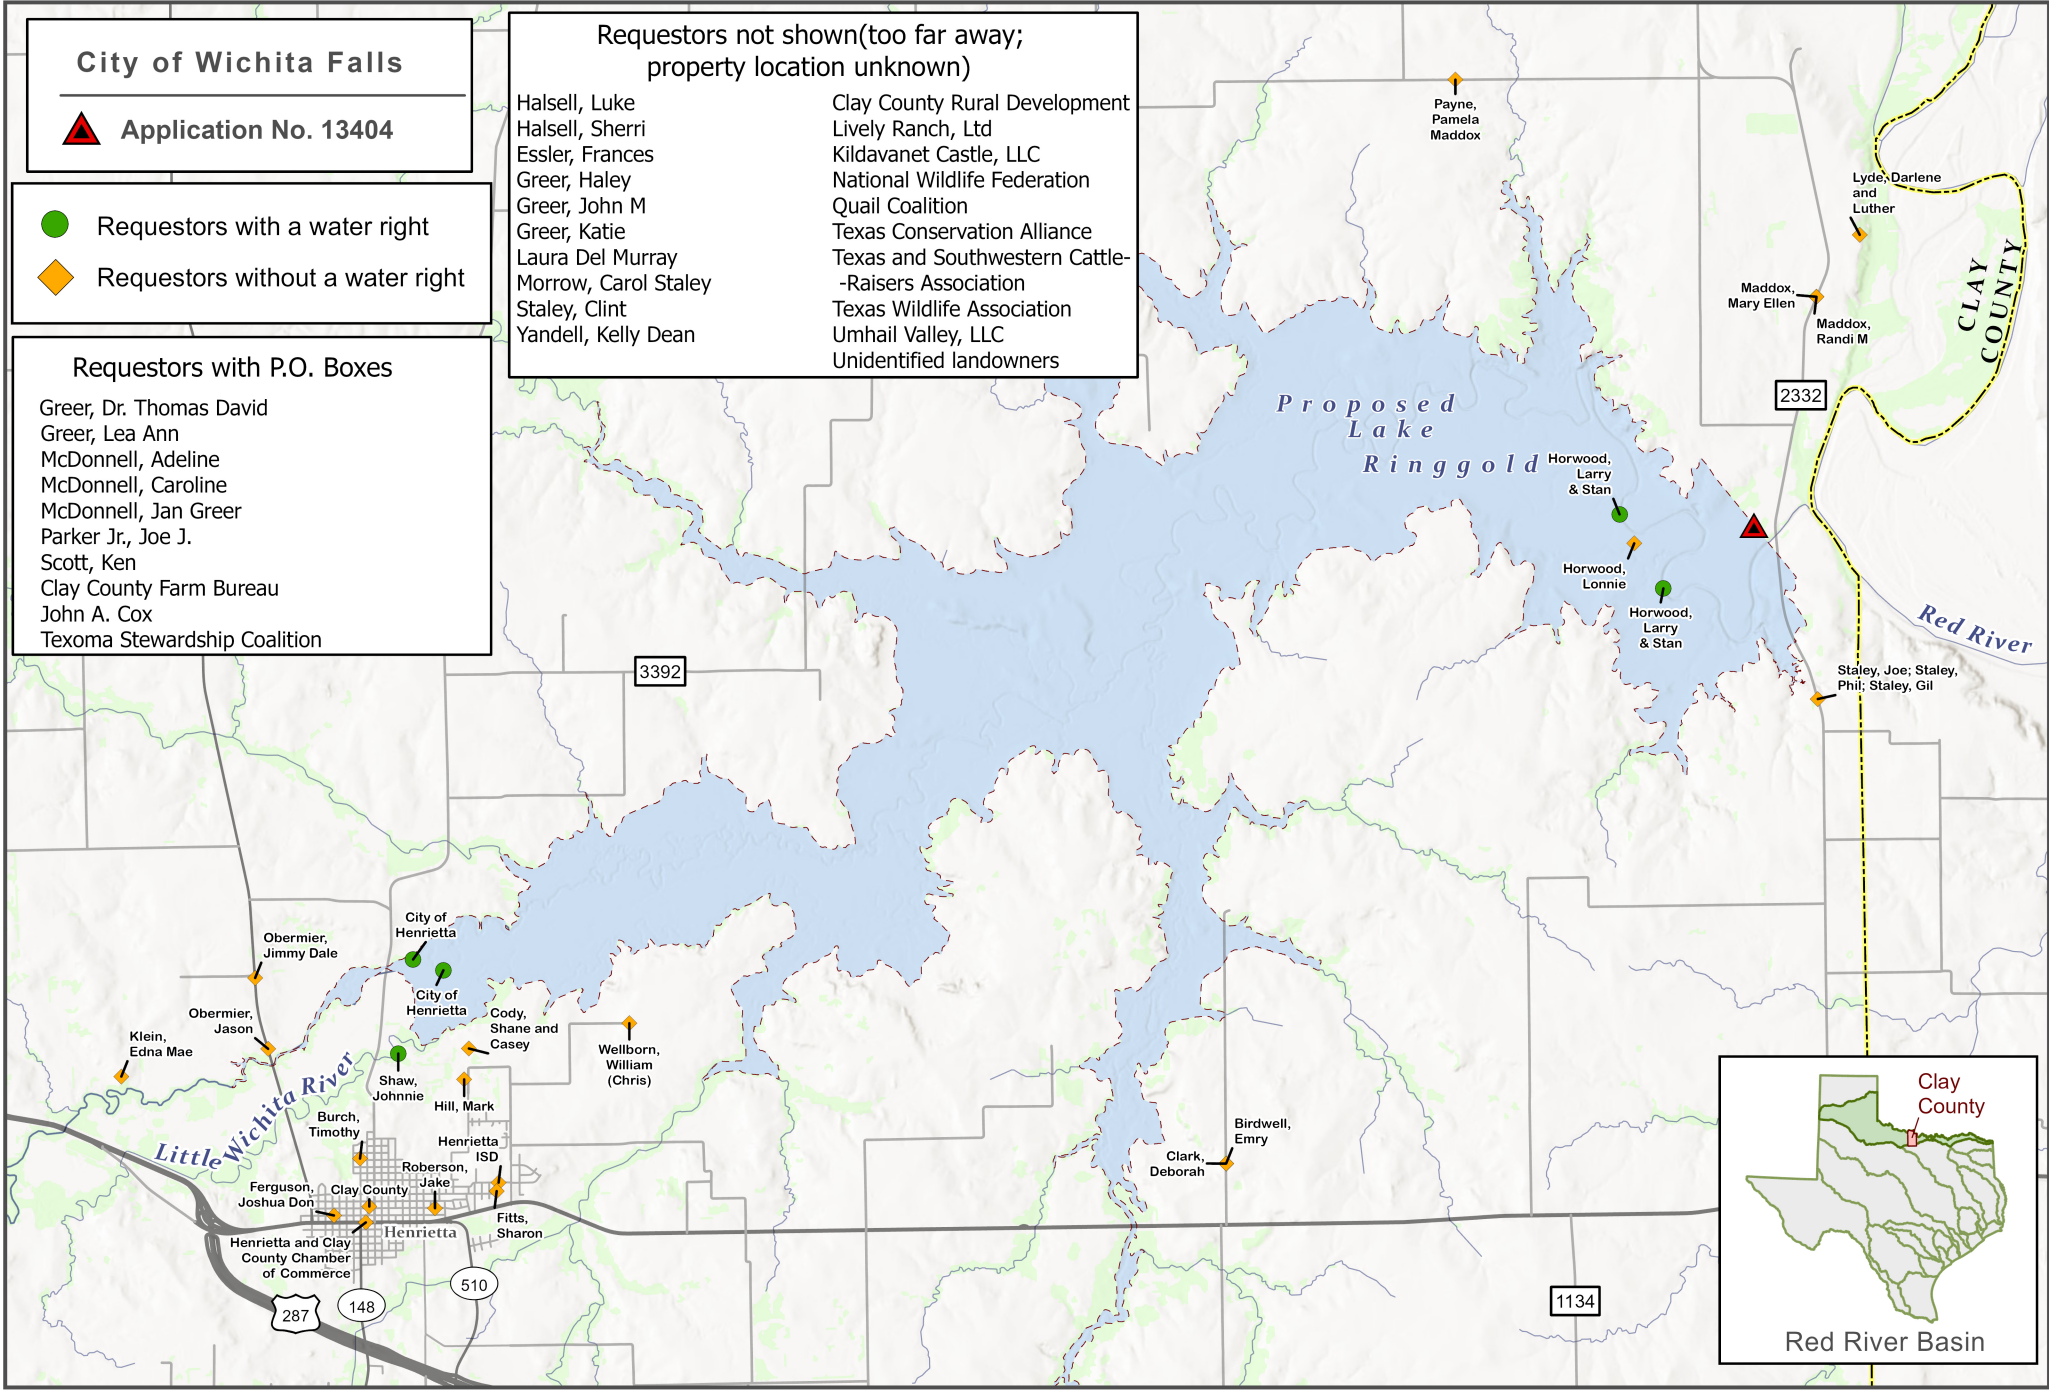 City of Wichita Falls
Application No. 13404
Requestors with a water right
Requestors without a water right
Requestors with P.O. Boxes
Greer, Dr. Thomas David
Greer, Lea Ann
McDonnell, Adeline
McDonnell, Caroline
McDonnell, Jan Greer
Parker Jr., Joe J.
Scott, Ken
Clay County Farm Bureau
John A. Cox
Texoma Stewardship Coalition
Requestors not shown(too far away;
property location unknown)
Halsell, Luke
Halsell, Sherri
Essler, Frances
Greer, Haley
Greer, John M
Greer, Katie
Laura Del Murray
Morrow, Carol Staley
Staley, Clint
Yandell, Kelly Dean
Clay County Rural Development
Lively Ranch, Ltd
Kildavanet Castle, LLC
National Wildlife Federation
Quail Coalition
Texas Conservation Alliance
Texas and Southwestern Cattle-
-Raisers Association
Texas Wildlife Association
Umhail Valley, LLC
Unidentified landowners
Payne,
Pamela
Maddox
Lyde, Darlene
and
Luther
Maddox,
Mary Ellen
Maddox,
Randi M
CLAY
COUNTY
2332
Proposed
Lake
Ringgold
Horwood,
Larry
& Stan
Horwood,
Lonnie
Horwood,
Larry
& Stan
Red River
Staley, Joe; Staley,
Phil; Staley, Gil
3392
City of
Henrietta
City of
Henrietta
Obermier,
Jimmy Dale
Obermier,
Jason
Klein,
Edna Mae
Cody,
Shane and
Casey
Wellborn,
William
(Chris)
Shaw,
Johnnie
Hill, Mark
Little Wichita River
Burch,
Timothy
Henrietta
ISD
Roberson,
Jake
Ferguson,
Joshua Don
Clay County
Fitts,
Sharon
Henrietta
Henrietta and Clay
County Chamber
of Commerce
Birdwell,
Emry
Clark,
Deborah
287
148
510
1134
Clay
County
Red River Basin